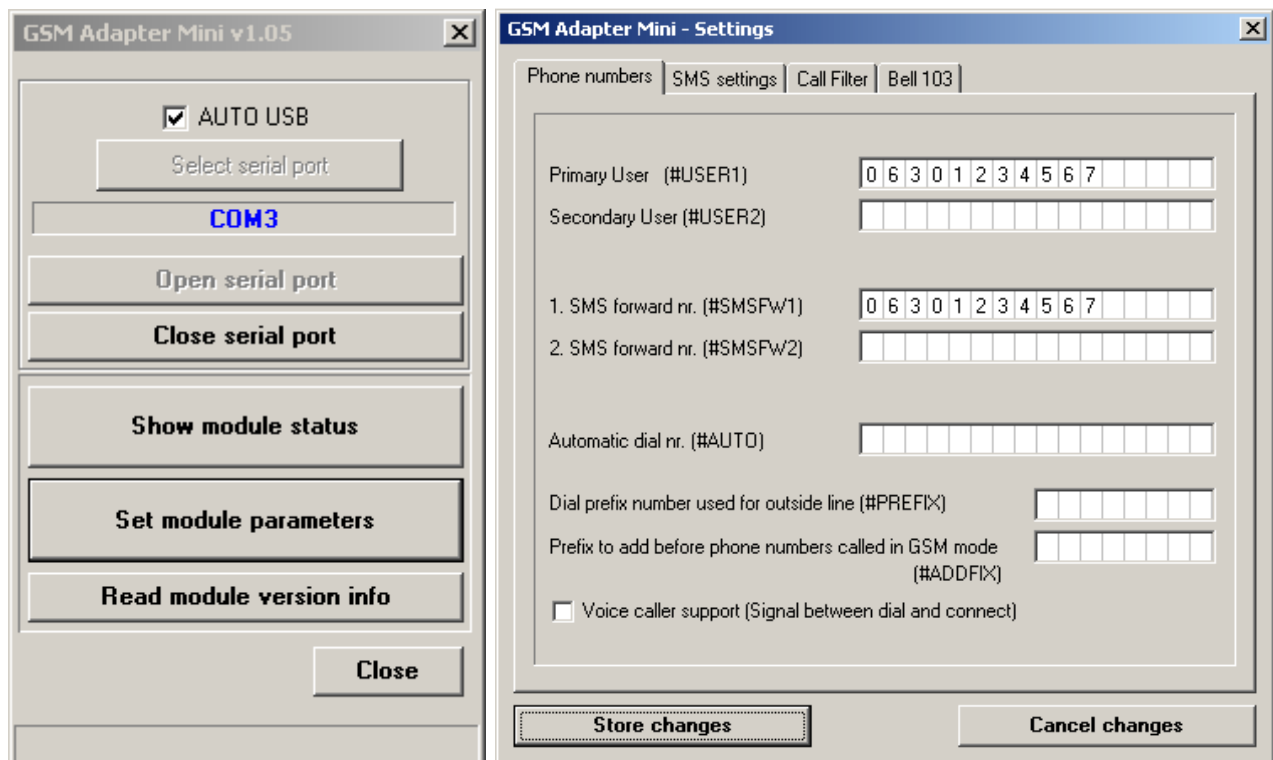 GSM Adapter Mini v1.05
AUTO USB
Select serial port
COM3
Open serial port
Close serial port
Show module status
Set module parameters
Read module version info
Close
GSM Adapter Mini - Settings
Phone numbers SMS settings Call Filter Bell 103
Primary User (#USER1) 06301234567
Secondary User (#USER2)
1. SMS forward nr. (#SMSFW1) 06301234567
2. SMS forward nr. (#SMSFW2)
Automatic dial nr. (#AUTO)
Dial prefix number used for outside line (#PREFIX)
Prefix to add before phone numbers called in GSM mode
(#ADDFIX)
Voice caller support (Signal between dial and connect)
Store changes Cancel changes